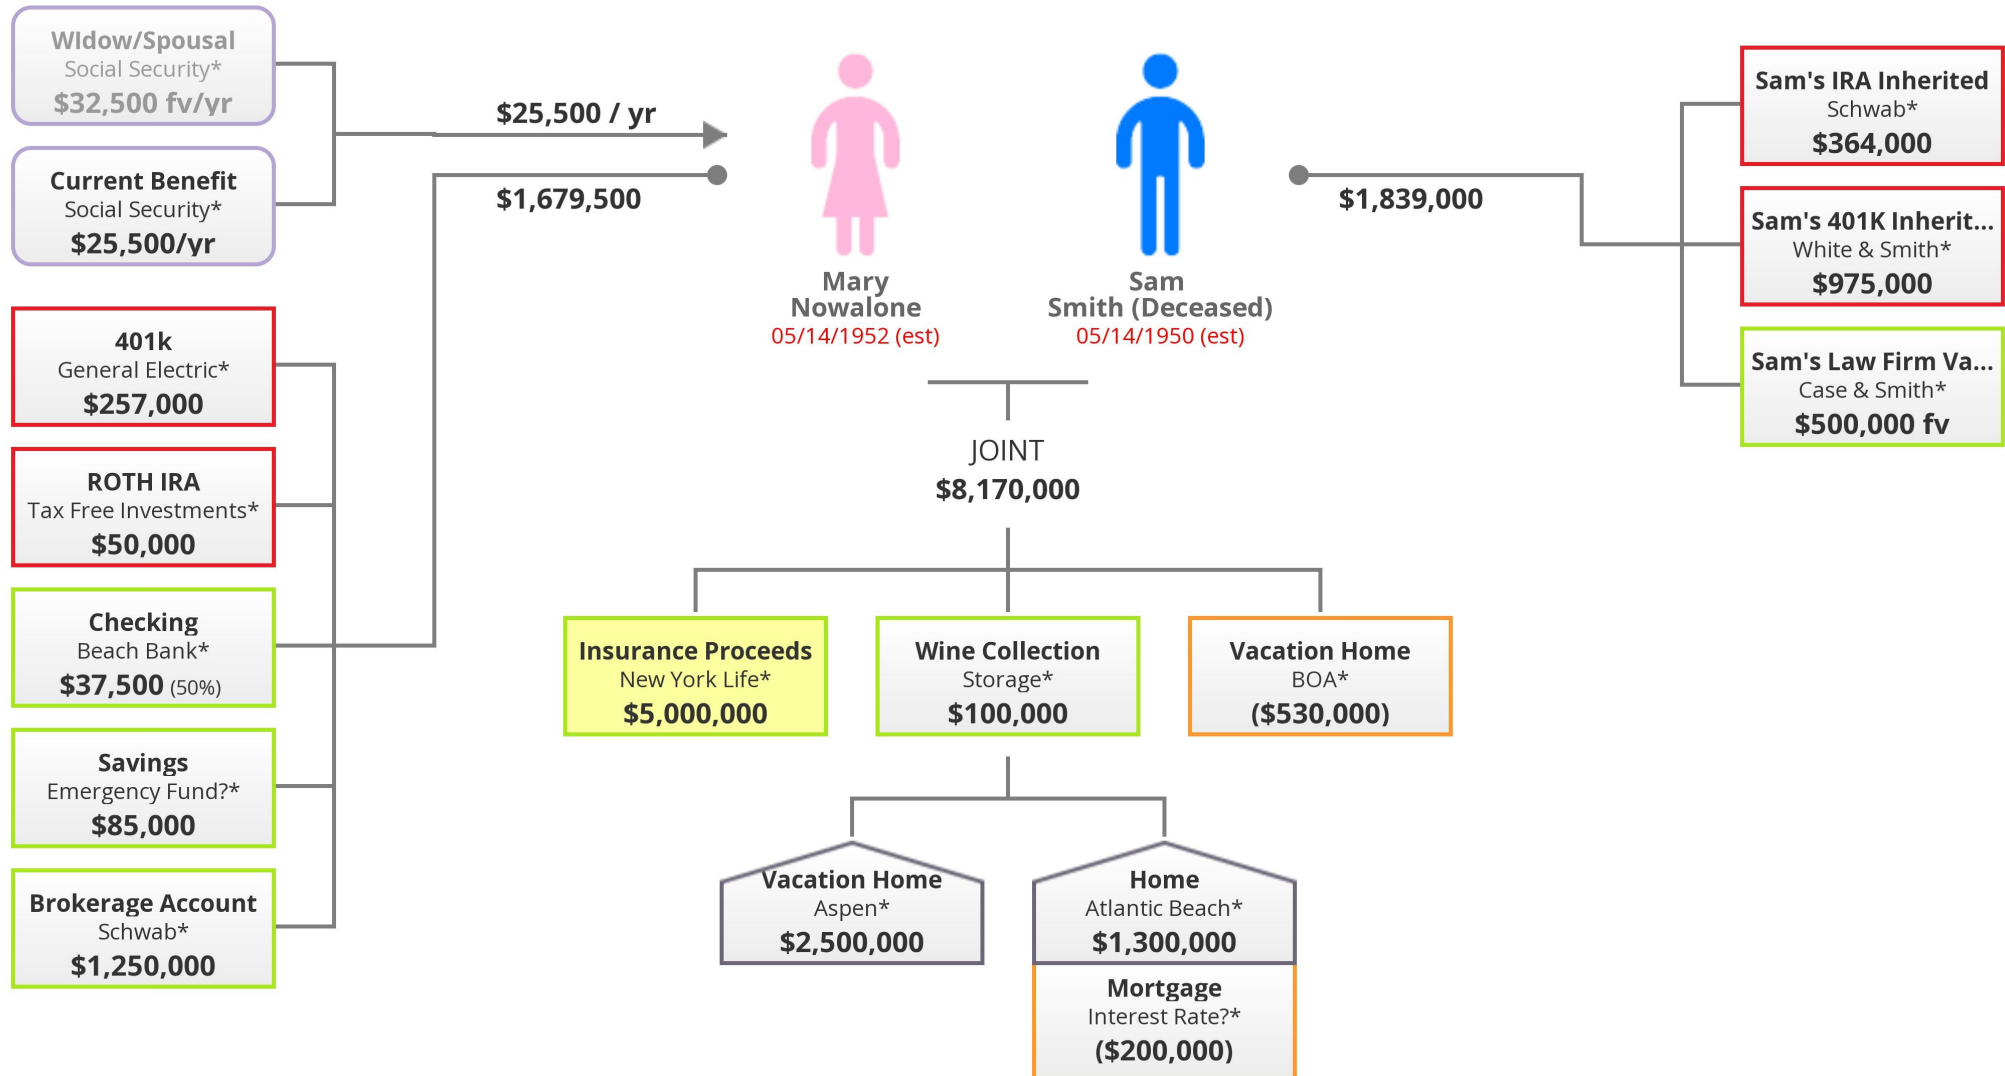 WIdow/Spousal
Social Security*
$32,500 fv/yr
Current Benefit
Social Security*
$25,500/yr
$25,500 / yr
$1,679,500
401k
General Electric*
$257,000
ROTH IRA
Tax Free Investments*
$50,000
Checking
Beach Bank*
$37,500 (50%)
Savings
Emergency Fund?*
$85,000
Brokerage Account
Schwab*
$1,250,000
Mary
Nowalone
05/14/1952 (est)
Sam
Smith (Deceased)
05/14/1950 (est)
$1,839,000
Sam's IRA Inherited
Schwab*
$364,000
Sam's 401K Inherit...
White & Smith*
$975,000
Sam's Law Firm Va...
Case & Smith*
$500,000 fv
JOINT
$8,170,000
Insurance Proceeds
New York Life*
$5,000,000
Wine Collection
Storage*
$100,000
Vacation Home
BOA*
($530,000)
Vacation Home
Aspen*
$2,500,000
Home
Atlantic Beach*
$1,300,000
Mortgage
Interest Rate?*
($200,000)